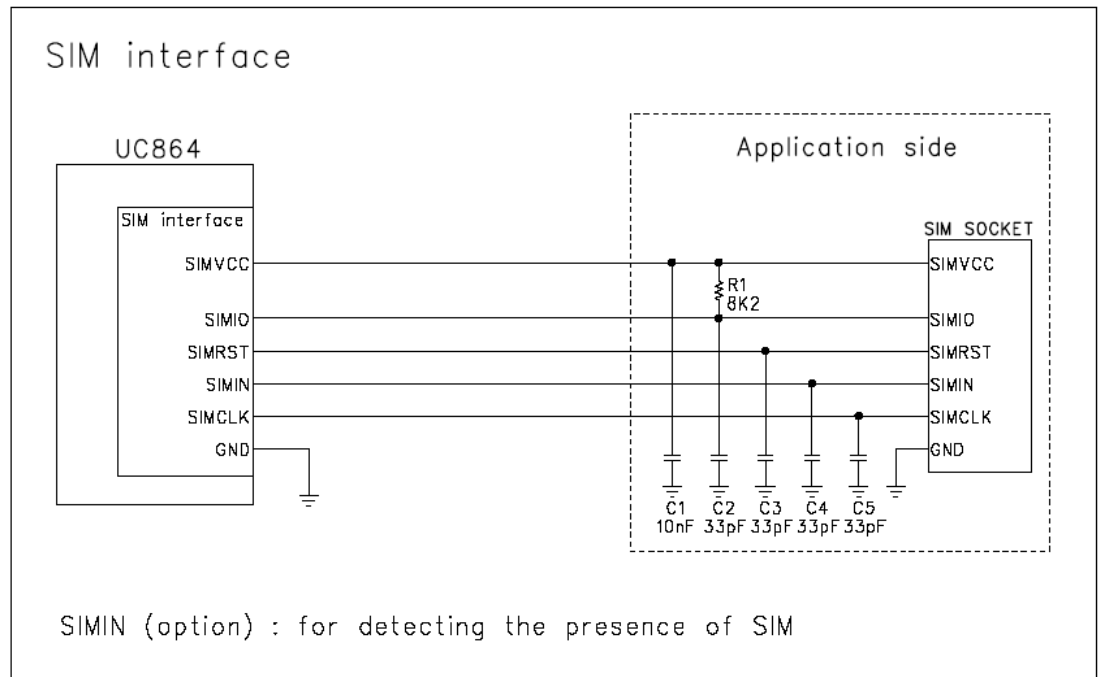 SIM interface
UC864
Application side
SIM interface
SIM SOCKET
SIMVCC
SIMVCC
R1
8K2
SIMIO
SIMIO
SIMRST
SIMRST
SIMIN
SIMIN
SIMCLK
SIMCLK
GND
GND
C1 C2 C3 C4 C5
10nF 33pF 33pF 33pF 33pF
SIMIN (option) : for detecting the presence of SIM